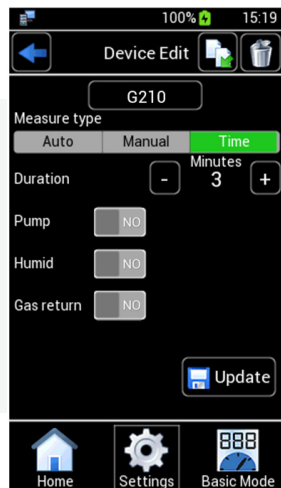 100% 15:19
Device Edit
G210
Measure type
Auto Manual Time
Minutes
Duration - 3 +
Pump NO
Humid NO
Gas return NO
Update
888
Home Settings Basic Mode